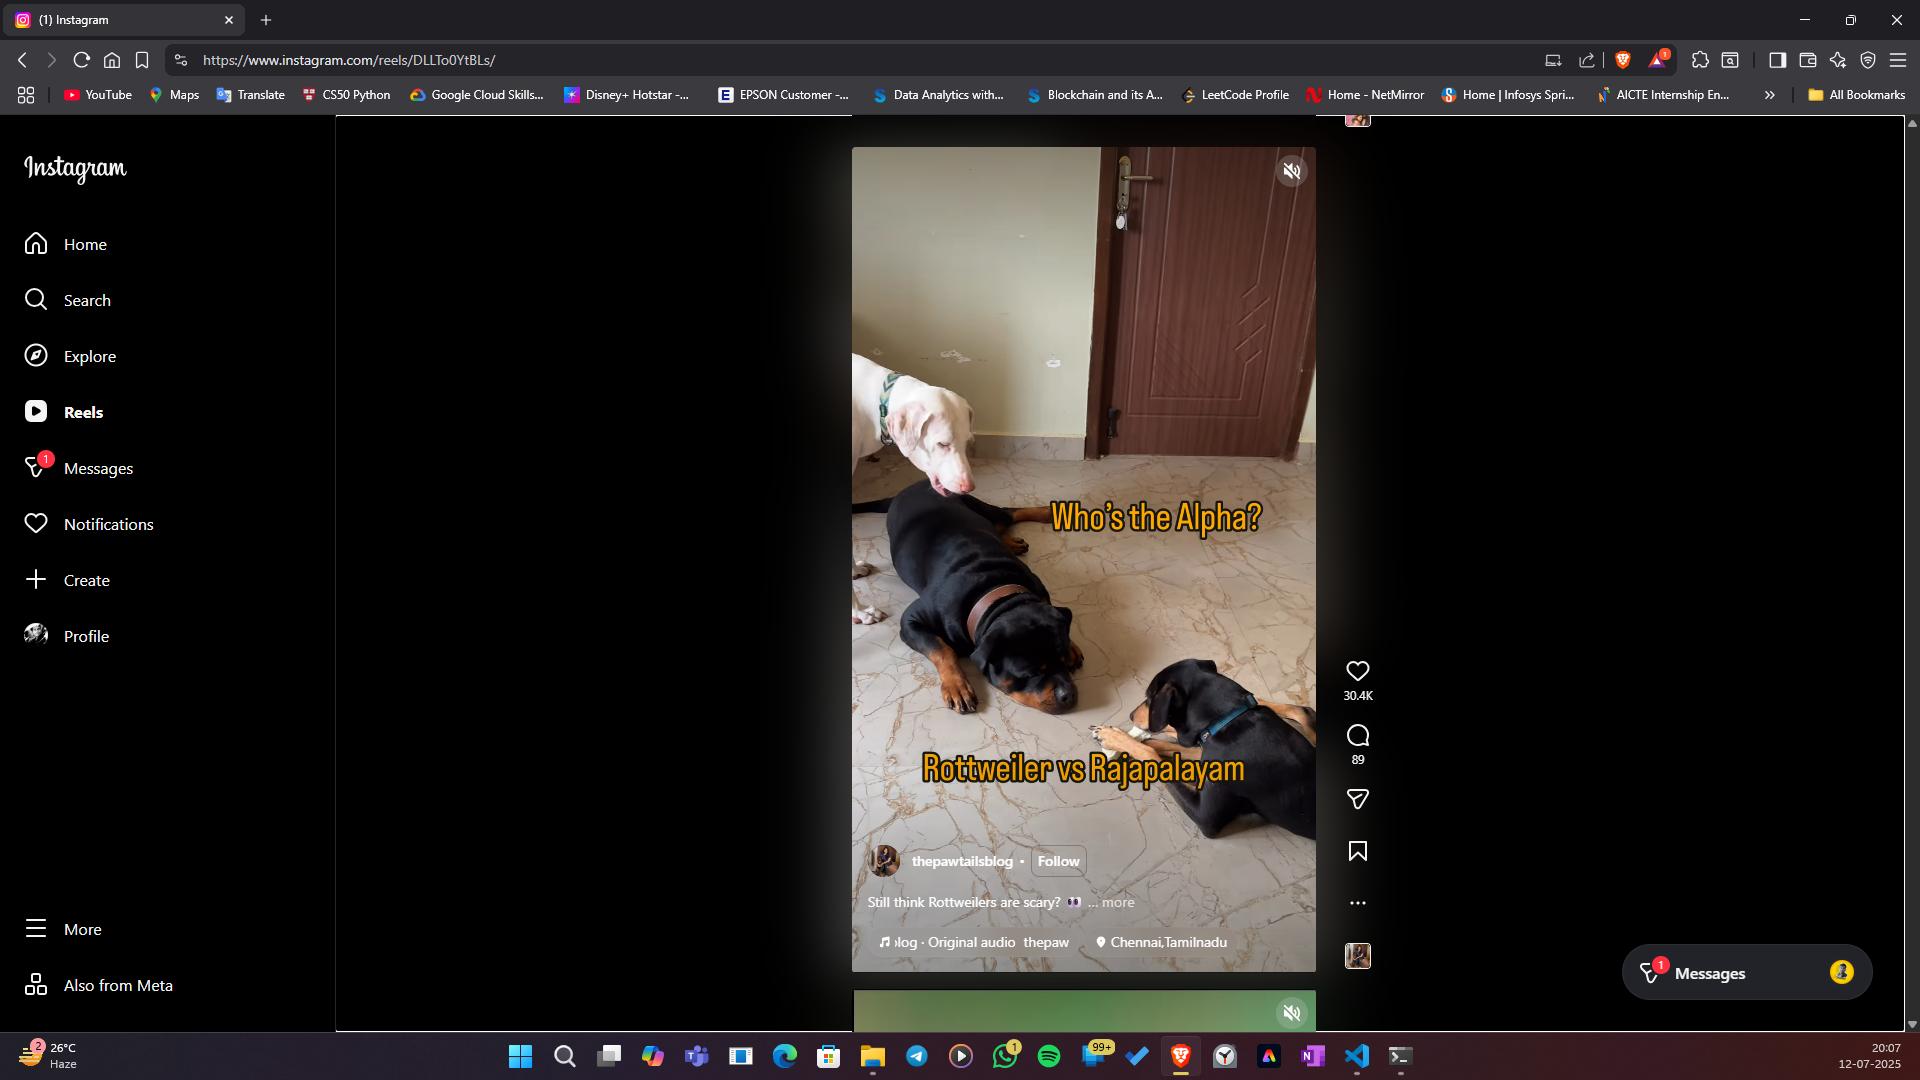 (1) Instagram
https://www.instagram.com/reels/DLLTo0YtBLs/
1
YouTube
Maps
Translate
CS50 Python
Google Cloud Skills...
Disney+ Hotstar -...
EPSON Customer -...
Data Analytics with...
Blockchain and its A...
LeetCode Profile
Home - NetMirror
Home | Infosys Spri...
AICTE Internship En...
All Bookmarks
Instagram
Home
Search
Explore
Reels
1
Messages
Notifications
Create
Profile
More
Also from Meta
Who's the Alpha?
Rottweiler vs Rajapalayam
thepawtailsblog • Follow
Still think Rottweilers are scary? 👀 ... more
log · Original audio thepaw
Chennai,Tamilnadu
30.4K
89
1
Messages
2
26°C
Haze
1
99+
20:07
12-07-2025